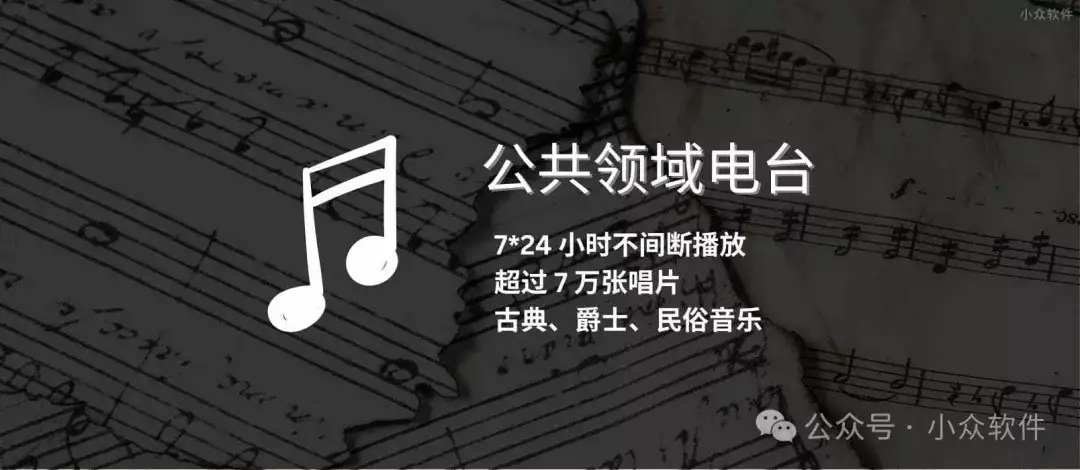 小众软件
公共领域电台
7*24 小时不间断播放
超过 7 万张唱片
古典、爵士、民俗音乐
公众号 · 小众软件